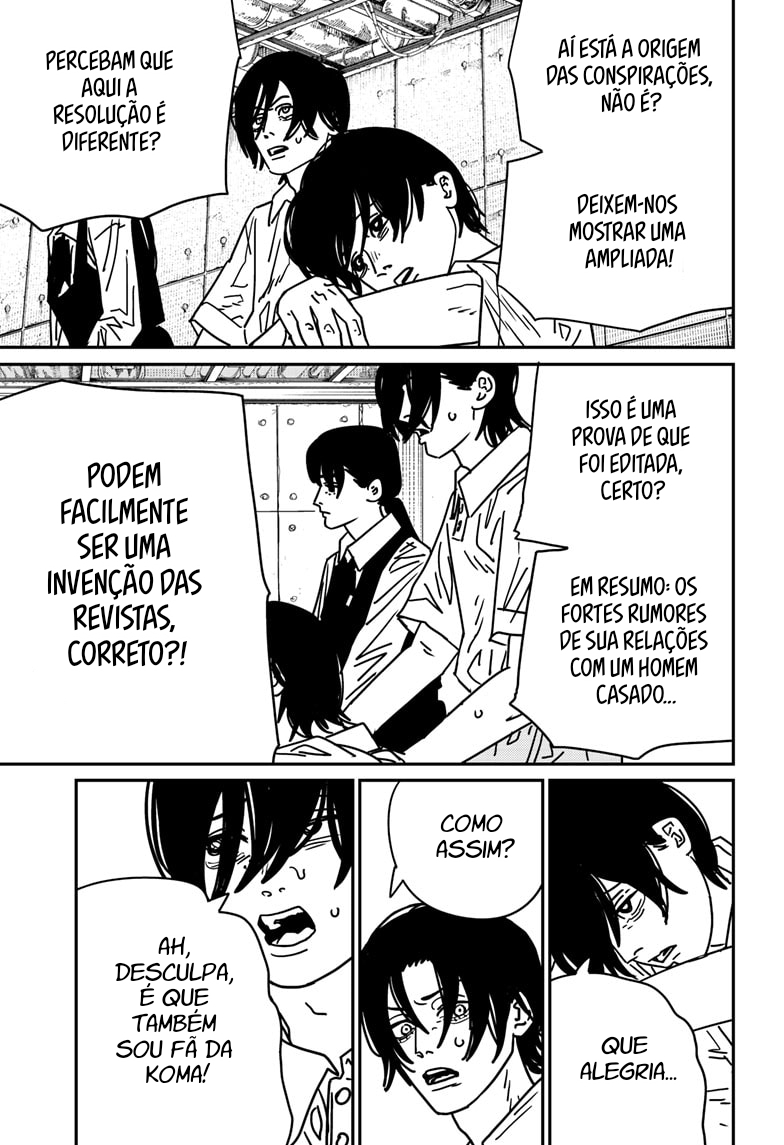 AÍ ESTÁ A ORIGEM
DAS CONSPIRAÇÕES,
NÃO É?
DEIXEM-NOS
MOSTRAR UMA
AMPLIADA!
PERCEBAM QUE
AQUI A
RESOLUÇÃO É
DIFERENTE?
ISSO É UMA
PROVA DE QUE
FOI EDITADA,
CERTO?
EM RESUMO: OS
FORTES RUMORES
DE SUA RELAÇÕES
COM UM HOMEM
CASADO...
PODEM
FACILMENTE
SER UMA
INVENÇÃO DAS
REVISTAS,
CORRETO?!
QUE
ALEGRIA...
COMO
ASSIM?
AH,
DESCULPA,
É QUE
TAMBÉM
SOU FÃ DA
KOMA!